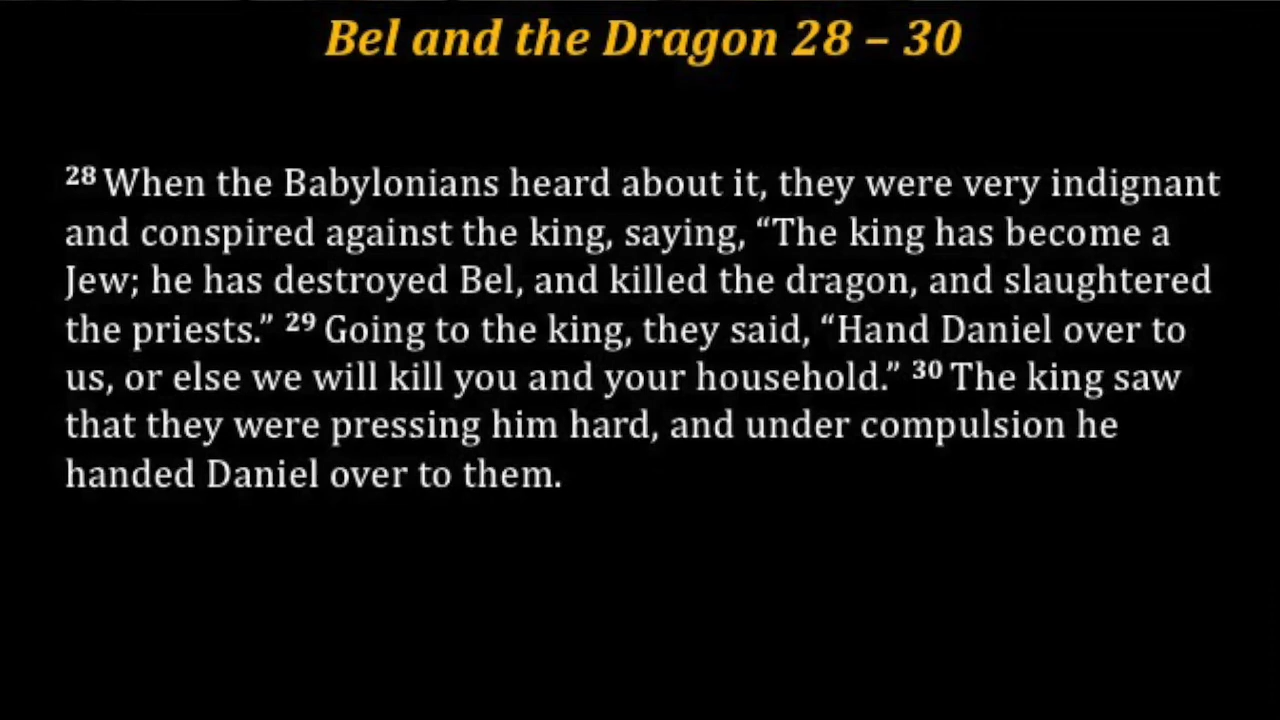 Bel and the Dragon 28 – 30
28 When the Babylonians heard about it, they were very indignant
and conspired against the king, saying, “The king has become a
Jew; he has destroyed Bel, and killed the dragon, and slaughtered
the priests.” 29 Going to the king, they said, “Hand Daniel over to
us, or else we will kill you and your household.” 30 The king saw
that they were pressing him hard, and under compulsion he
handed Daniel over to them.